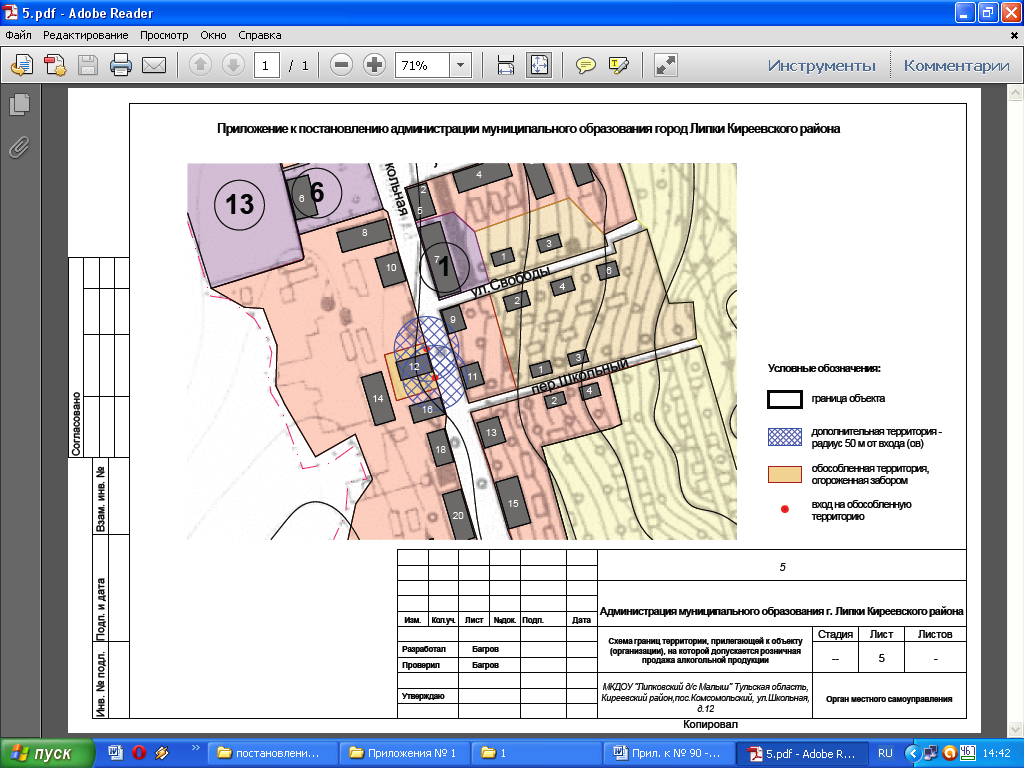 5.pdf - Adobe Reader
Файл Редактирование Просмотр Окно Справка
1 / 1 71% Инструменты Комментарии
Приложение к постановлению администрации муниципального образования город Липки Киреевского района
13
6
6
2
5
4
8
10
7
1
1
3
ул.Свободы
2
4
6
9
12
11
14
16
1
3
пер. Школьный
2
4
13
18
15
20
Условные обозначения:
граница объекта
дополнительная территория -
радиус 50 м от входа (ов)
обособленная территория,
огороженная забором
вход на обособленную
территорию
Согласовано
Взам. инв. №
Подп. и дата
Инв. № подл.
5
Администрация муниципального образования г. Липки Киреевского района
Изм. Кол.уч. Лист №док. Подп. Дата
Разработал Багров
Проверил Багров
Утверждаю
Схема границ территории, прилегающей к объекту
(организации), на которой допускается розничная
продажа алкогольной продукции
Стадия Лист Листов
-- 5 -
МКДОУ "Липковский д/с Малыш" Тульская область,
Киреевский район,пос.Комсомольский, ул.Школьная,
д.12
Орган местного самоуправления
Копировал
пуск » постановлени... Приложения № 1 1 Прил. к № 90 -... 5.pdf - Adobe R... RU 14:42